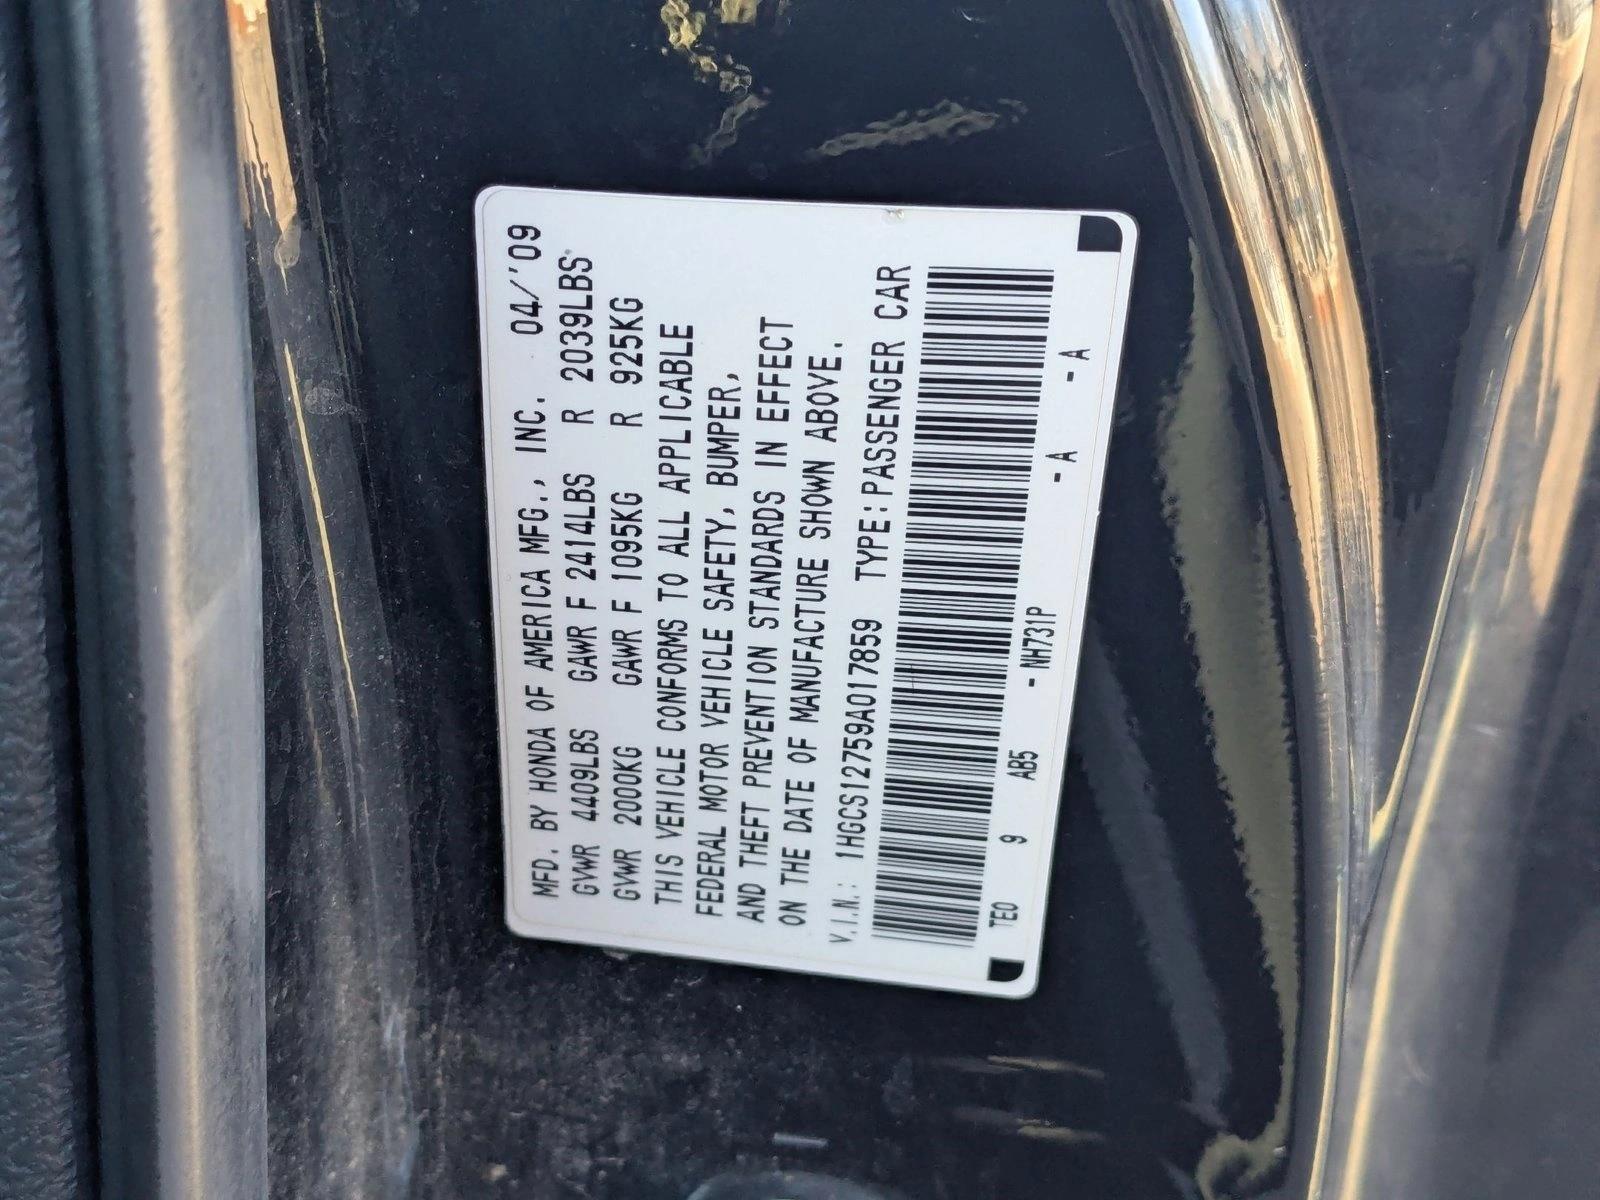 MFD. BY HONDA OF AMERICA MFG., INC. 04/'09
GVWR 4409LBS GAWR F 2414LBS R 2039LBS
GVWR 2000KG GAWR F 1095KG R 925KG
THIS VEHICLE CONFORMS TO ALL APPLICABLE
FEDERAL MOTOR VEHICLE SAFETY, BUMPER,
AND THEFT PREVENTION STANDARDS IN EFFECT
ON THE DATE OF MANUFACTURE SHOWN ABOVE.
V.I.N.: 1HGCS12759A017859 TYPE:PASSENGER CAR
TE0 9 AB5 - NH731P - A - A